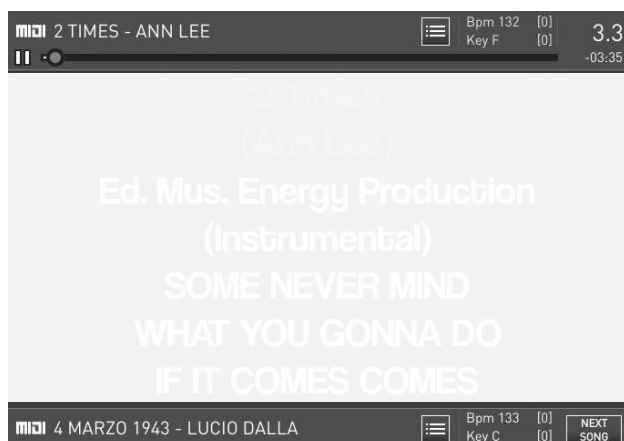 MIDI 2 TIMES - ANN LEE
Bpm 132 [0]
Key F [0]
3.3
-03:35
"2 Times"
(Ann Lee)
Ed. Mus. Energy Production
(Instrumental)
SOME NEVER MIND
WHAT YOU GONNA DO
IF IT COMES COMES
MIDI 4 MARZO 1943 - LUCIO DALLA
Bpm 133 [0]
Key C [0]
NEXT
SONG